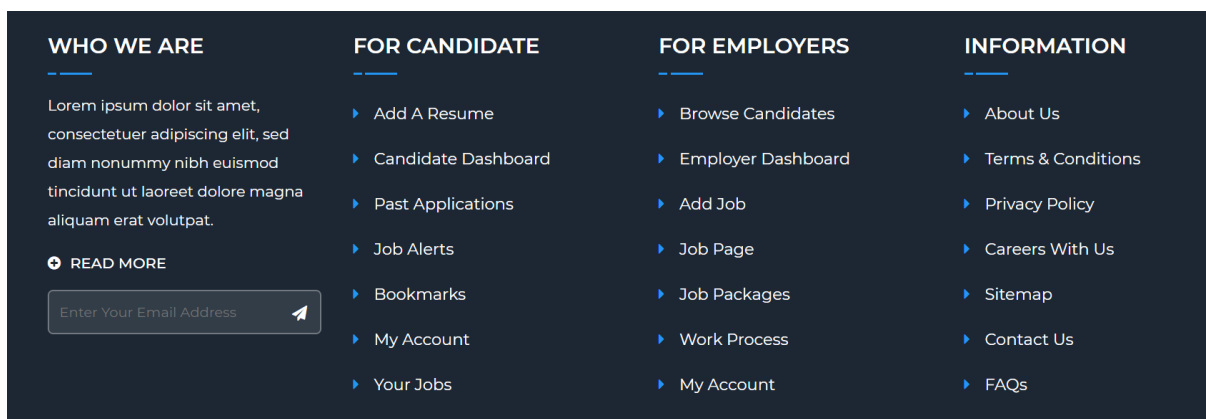 WHO WE ARE
Lorem ipsum dolor sit amet,
consectetuer adipiscing elit, sed
diam nonummy nibh euismod
tincidunt ut laoreet dolore magna
aliquam erat volutpat.
READ MORE
Enter Your Email Address
FOR CANDIDATE
Add A Resume
Candidate Dashboard
Past Applications
Job Alerts
Bookmarks
My Account
Your Jobs
FOR EMPLOYERS
Browse Candidates
Employer Dashboard
Add Job
Job Page
Job Packages
Work Process
My Account
INFORMATION
About Us
Terms & Conditions
Privacy Policy
Careers With Us
Sitemap
Contact Us
FAQs